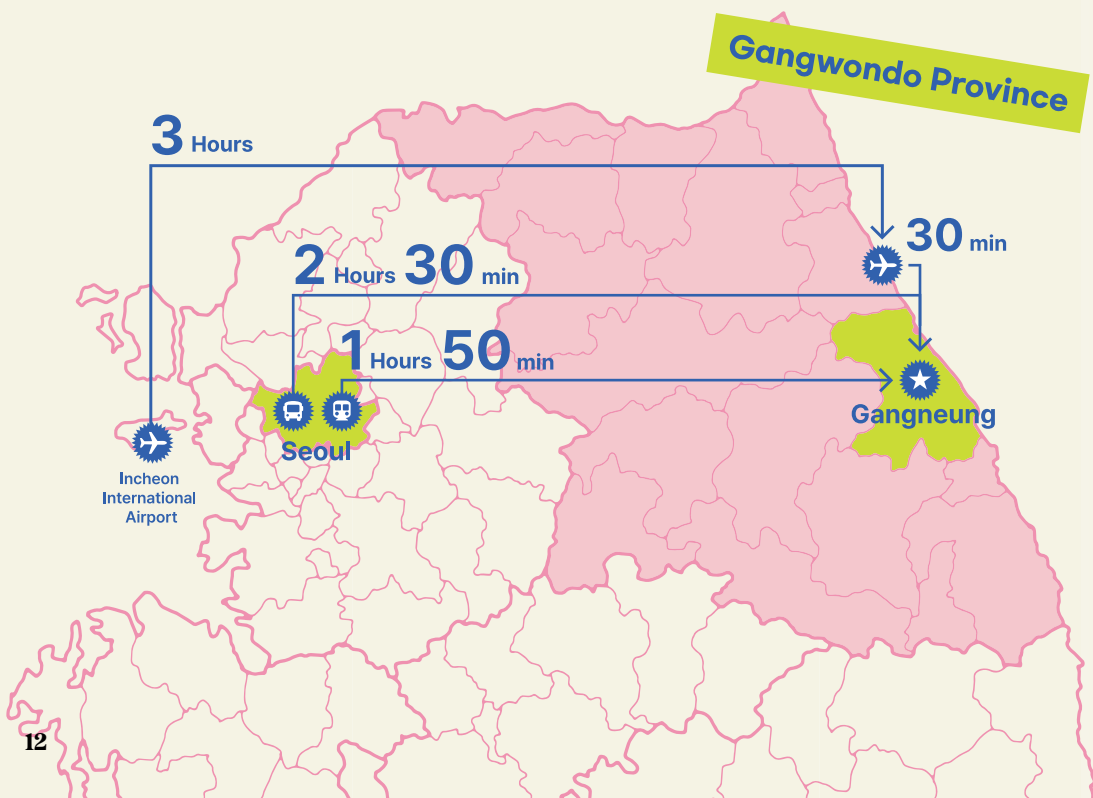 Gangwondo Province
3 Hours
30 min
2 Hours 30 min
1 Hours 50 min
Gangneung
Seoul
Incheon
International
Airport
12